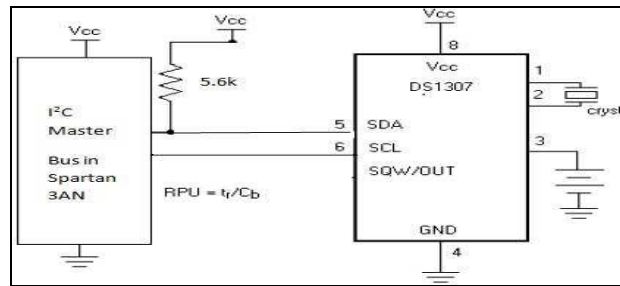 Vcc
Vcc
Vcc
8
5.6k
Vcc
DS1307
1
2
I²C
Master
5
SDA
6
SCL
3
Bus in
Spartan
3AN
SQW/OUT
RPU = tr/Cb
GND
4